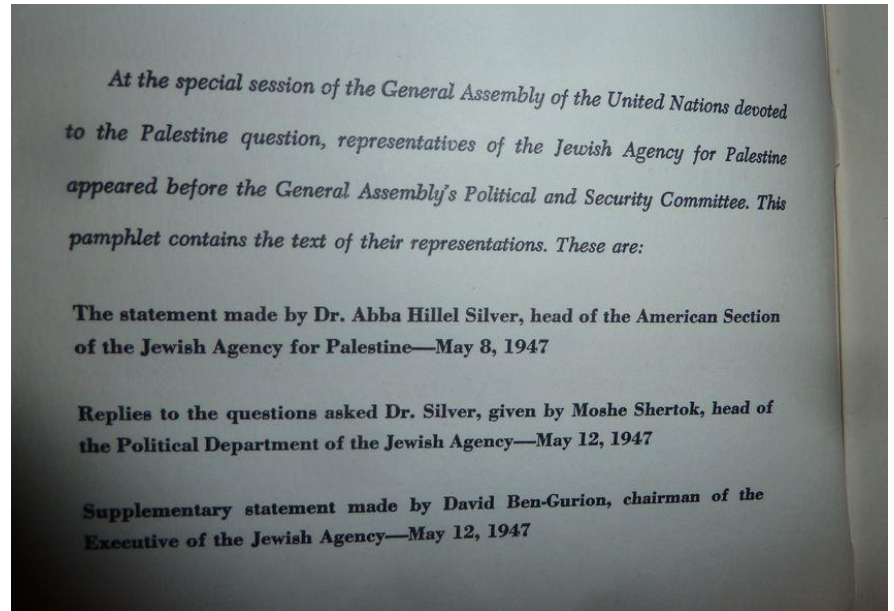 At the special session of the General Assembly of the United Nations devoted
to the Palestine question, representatives of the Jewish Agency for Palestine
appeared before the General Assembly's Political and Security Committee. This
pamphlet contains the text of their representations. These are:
The statement made by Dr. Abba Hillel Silver, head of the American Section
of the Jewish Agency for Palestine—May 8, 1947
Replies to the questions asked Dr. Silver, given by Moshe Shertok, head of
the Political Department of the Jewish Agency—May 12, 1947
Supplementary statement made by David Ben-Gurion, chairman of the
Executive of the Jewish Agency—May 12, 1947